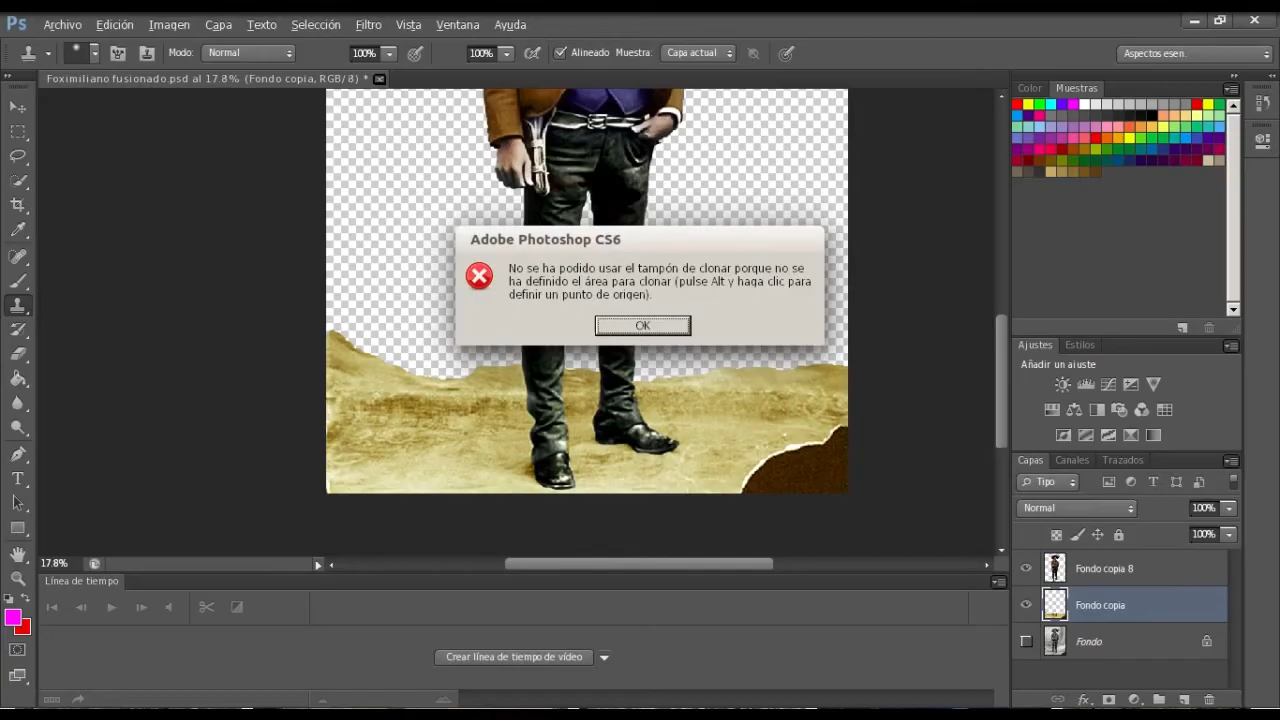 Ps Archivo Edición Imagen Capa Texto Selección Filtro Vista Ventana Ayuda
Modo: Normal 100% 100% Alineado Muestra: Capa actual Aspectos esen.
Foximiliano fusionado.psd al 17.8% (Fondo copia, RGB/8) *
Color Muestras
Adobe Photoshop CS6
No se ha podido usar el tampón de clonar porque no se
ha definido el área para clonar (pulse Alt y haga clic para
definir un punto de origen).
OK
Ajustes Estilos
Añadir un ajuste
Capas Canales Trazados
Tipo
Normal 100%
100%
Fondo copia 8
Fondo copia
Fondo
17.8%
Línea de tiempo
Crear línea de tiempo de vídeo
fx